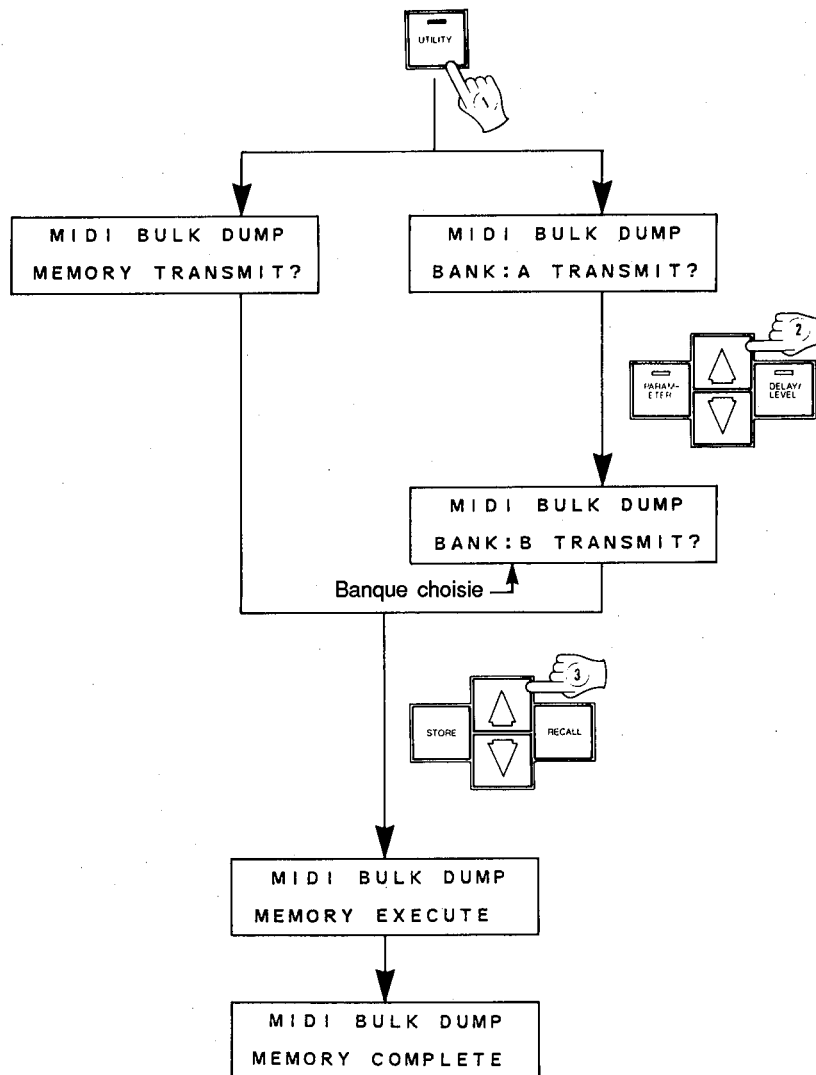 UTILITY
1
MIDI BULK DUMP
MEMORY TRANSMIT?
MIDI BULK DUMP
BANK:A TRANSMIT?
2
PARAM-
ETER
DELAY/
LEVEL
MIDI BULK DUMP
BANK:B TRANSMIT?
Banque choisie
3
STORE
RECALL
MIDI BULK DUMP
MEMORY EXECUTE
MIDI BULK DUMP
MEMORY COMPLETE